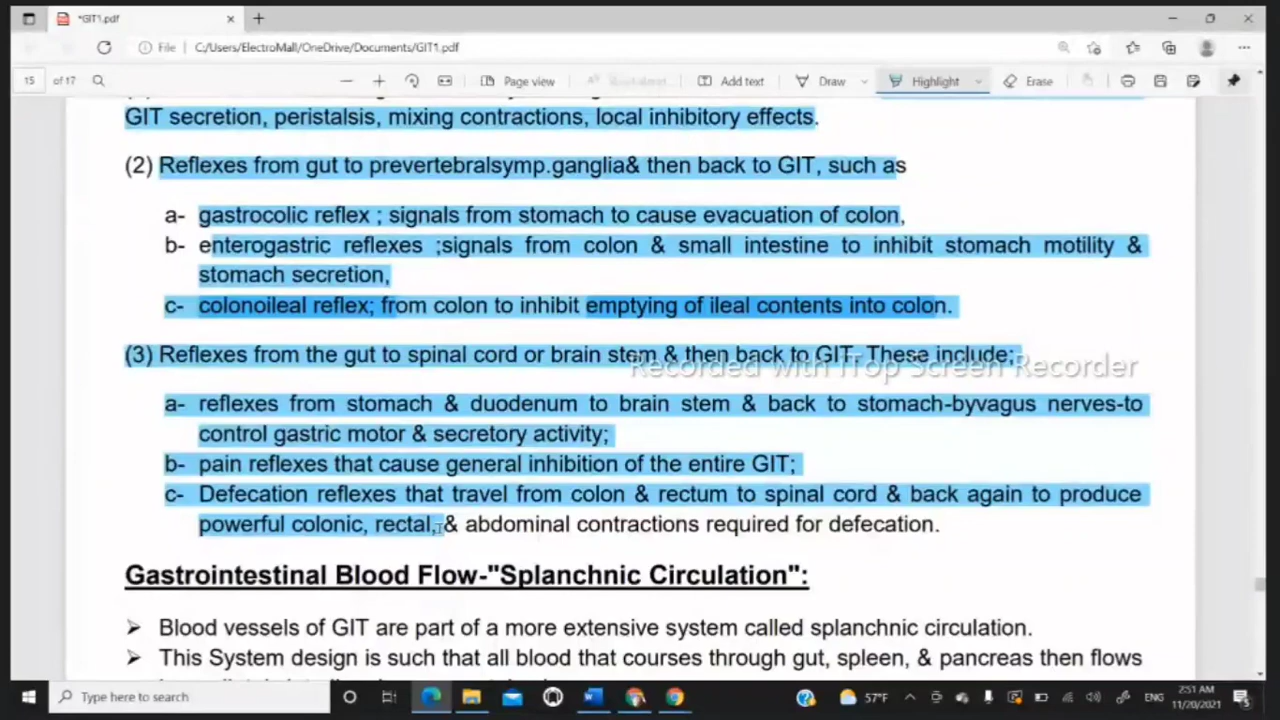 *GIT1.pdf
File C:/Users/ElectroMall/OneDrive/Documents/GIT1.pdf
15 of 17 Page view Add text Draw Highlight Erase
GIT secretion, peristalsis, mixing contractions, local inhibitory effects.
(2) Reflexes from gut to prevertebralsymp.ganglia& then back to GIT, such as
a- gastrocolic reflex ; signals from stomach to cause evacuation of colon,
b- enterogastric reflexes ;signals from colon & small intestine to inhibit stomach motility &
stomach secretion,
c- colonoileal reflex; from colon to inhibit emptying of ileal contents into colon.
(3) Reflexes from the gut to spinal cord or brain stem & then back to GIT. These include;
Recorded with iTop Screen Recorder
a- reflexes from stomach & duodenum to brain stem & back to stomach-byvagus nerves-to
control gastric motor & secretory activity;
b- pain reflexes that cause general inhibition of the entire GIT;
c- Defecation reflexes that travel from colon & rectum to spinal cord & back again to produce
powerful colonic, rectal, & abdominal contractions required for defecation.
Gastrointestinal Blood Flow-"Splanchnic Circulation":
➢ Blood vessels of GIT are part of a more extensive system called splanchnic circulation.
➢ This System design is such that all blood that courses through gut, spleen, & pancreas then flows
Type here to search 57°F ENG 2:51 AM
11/20/2021